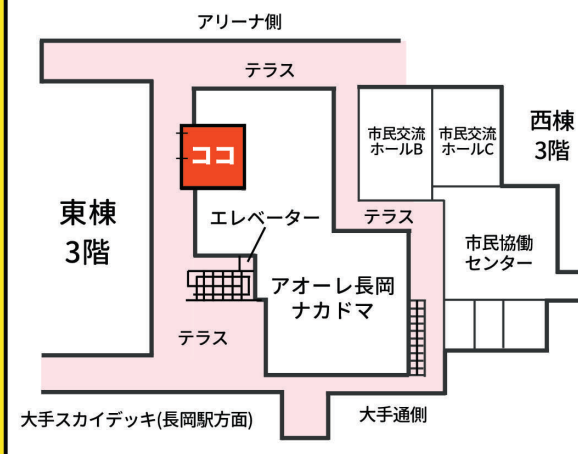 アリーナ側
テラス
市民交流
ホールB
市民交流
ホールC
西棟
3階
ココ
東棟
3階
エレベーター
テラス
市民協働
センター
アオーレ長岡
ナカドマ
テラス
大手スカイデッキ(長岡駅方面)
大手通側